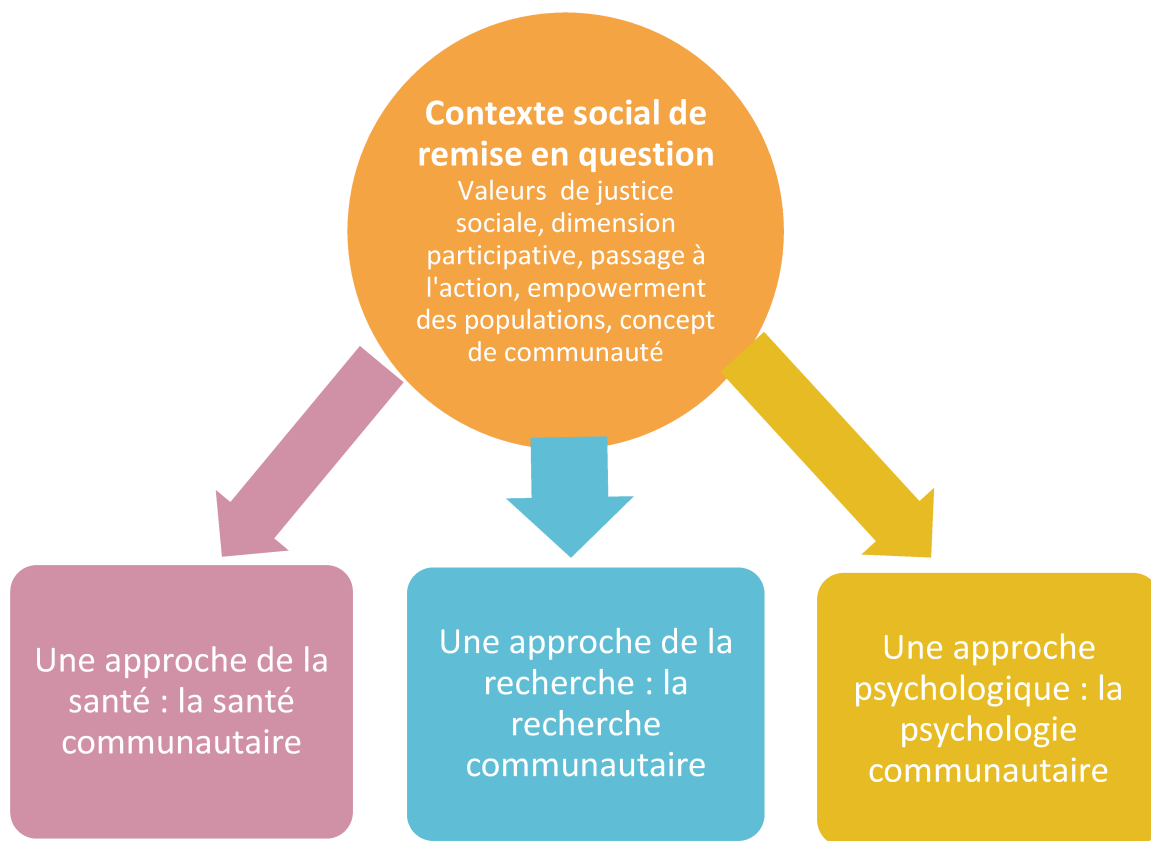 Contexte social de
remise en question
Valeurs  de justice
sociale, dimension
participative, passage à
l'action, empowerment
des populations, concept
de communauté
Une approche de la
santé : la santé
communautaire
Une approche de la
recherche : la
recherche
communautaire
Une approche
psychologique : la
psychologie
communautaire